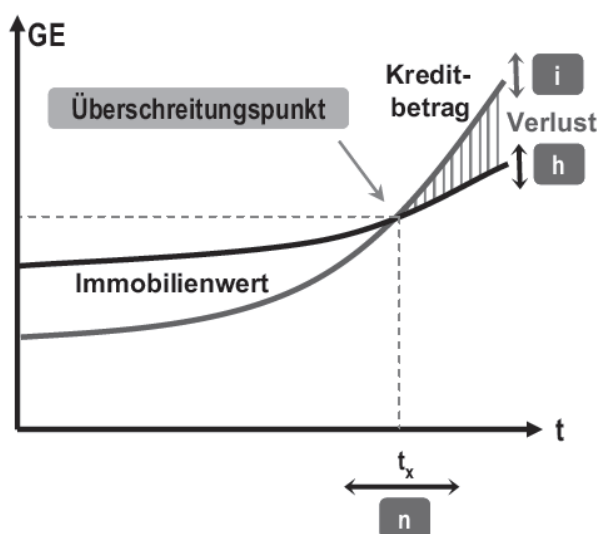 GE
Überschreitungspunkt
Kredit-
betrag
i
Verlust
h
Immobilienwert
t
tx
n